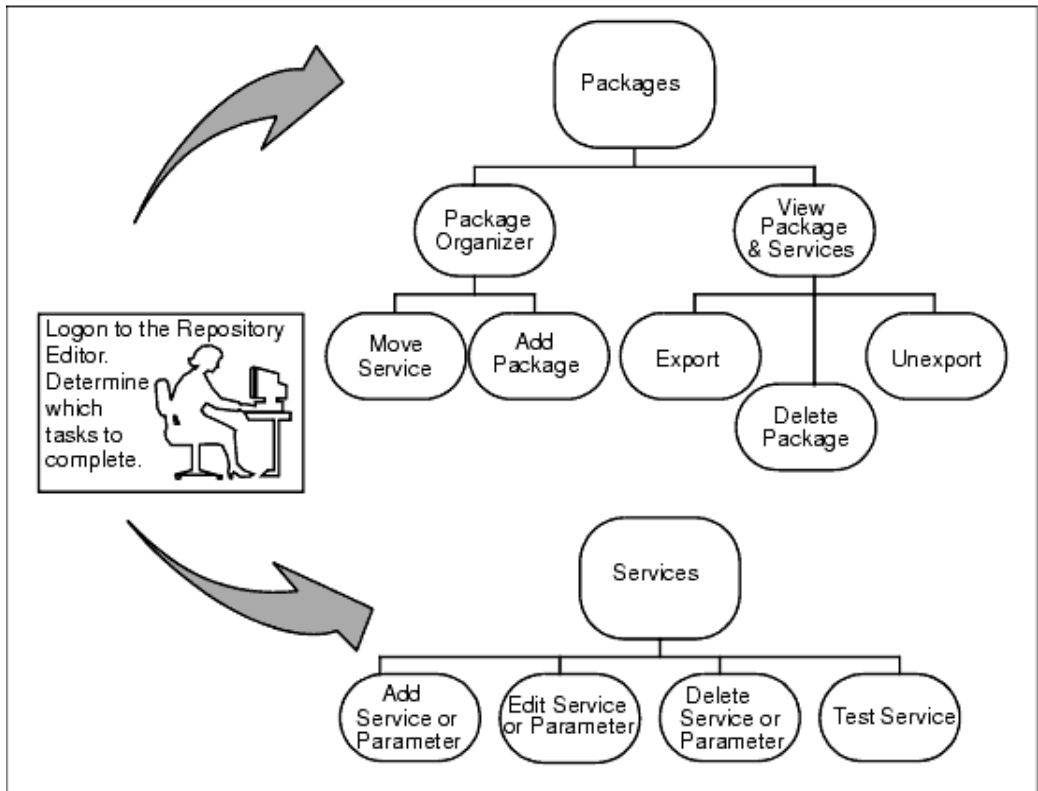 Packages
Package
Organizer
View
Package
& Services
Move
Service
Add
Package
Export
Delete
Package
Unexport
Logon to the Repository
Editor.
Determine
which
tasks to
complete.
Services
Add
Service or
Parameter
Edit Service
or Parameter
Delete
Service or
Parameter
Test Service